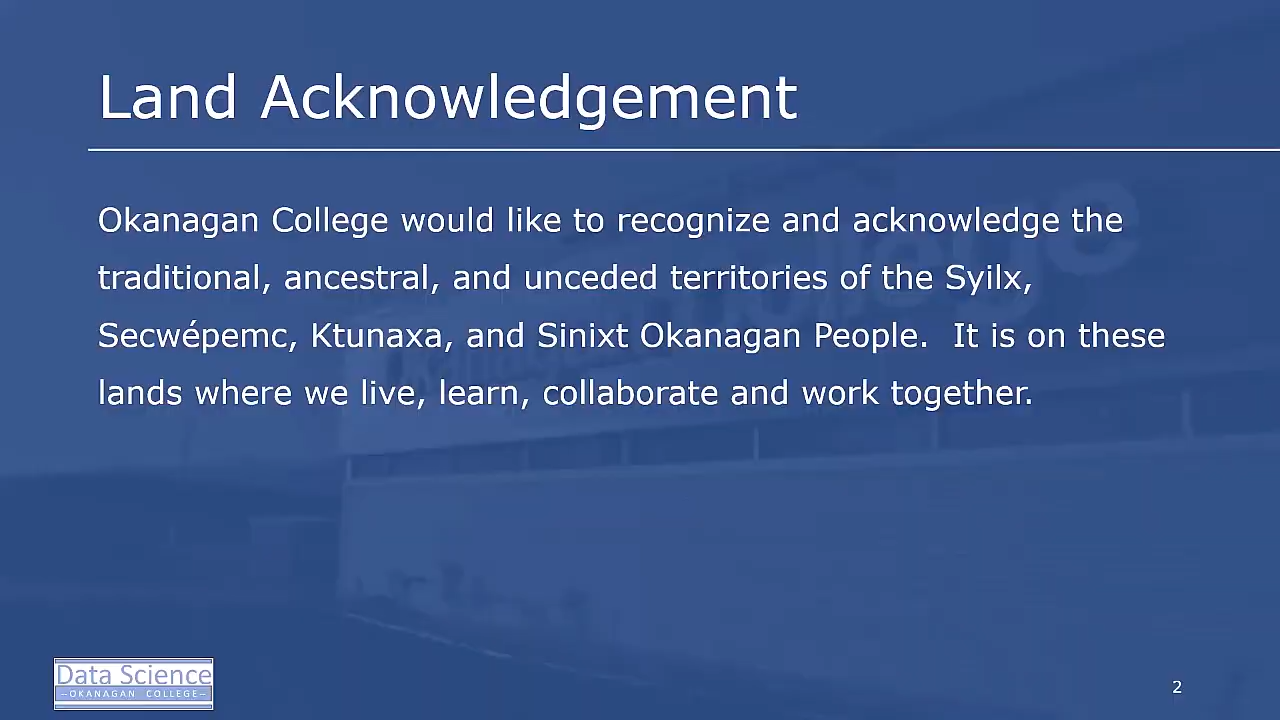 Land Acknowledgement
Okanagan College would like to recognize and acknowledge the
traditional, ancestral, and unceded territories of the Syilx,
Secwépemc, Ktunaxa, and Sinixt Okanagan People.  It is on these
lands where we live, learn, collaborate and work together.
Okanagan College
Data Science
–OKANAGAN COLLEGE–
2